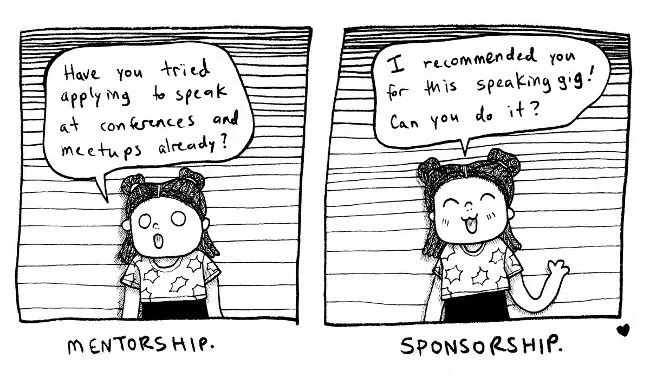 Have you tried
applying to speak
at conferences and
meetups already?
MENTORSHIP.
I recommended you
for this speaking gig!
Can you do it?
SPONSORSHIP.